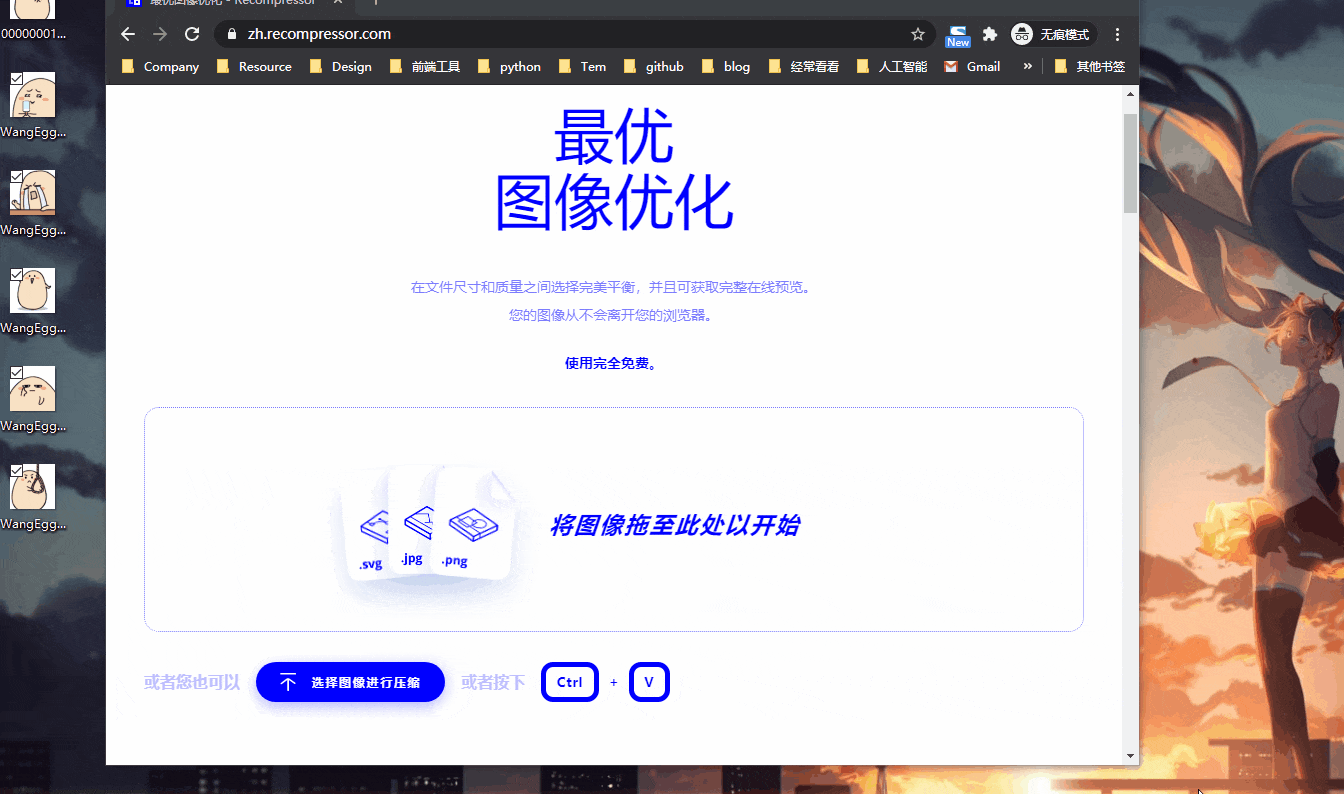 最优图像优化 - Recompressor
00000001...
zh.recompressor.com
New
无痕模式
Company
Resource
Design
前端工具
python
Tem
github
blog
经常看看
人工智能
Gmail
»
其他书签
最优
图像优化
WangEgg...
WangEgg...
WangEgg...
WangEgg...
WangEgg...
在文件尺寸和质量之间选择完美平衡，并且可获取完整在线预览。
您的图像从不会离开您的浏览器。
使用完全免费。
.svg
.jpg
.png
将图像拖至此处以开始
或者您也可以
选择图像进行压缩
或者按下
Ctrl
+
V